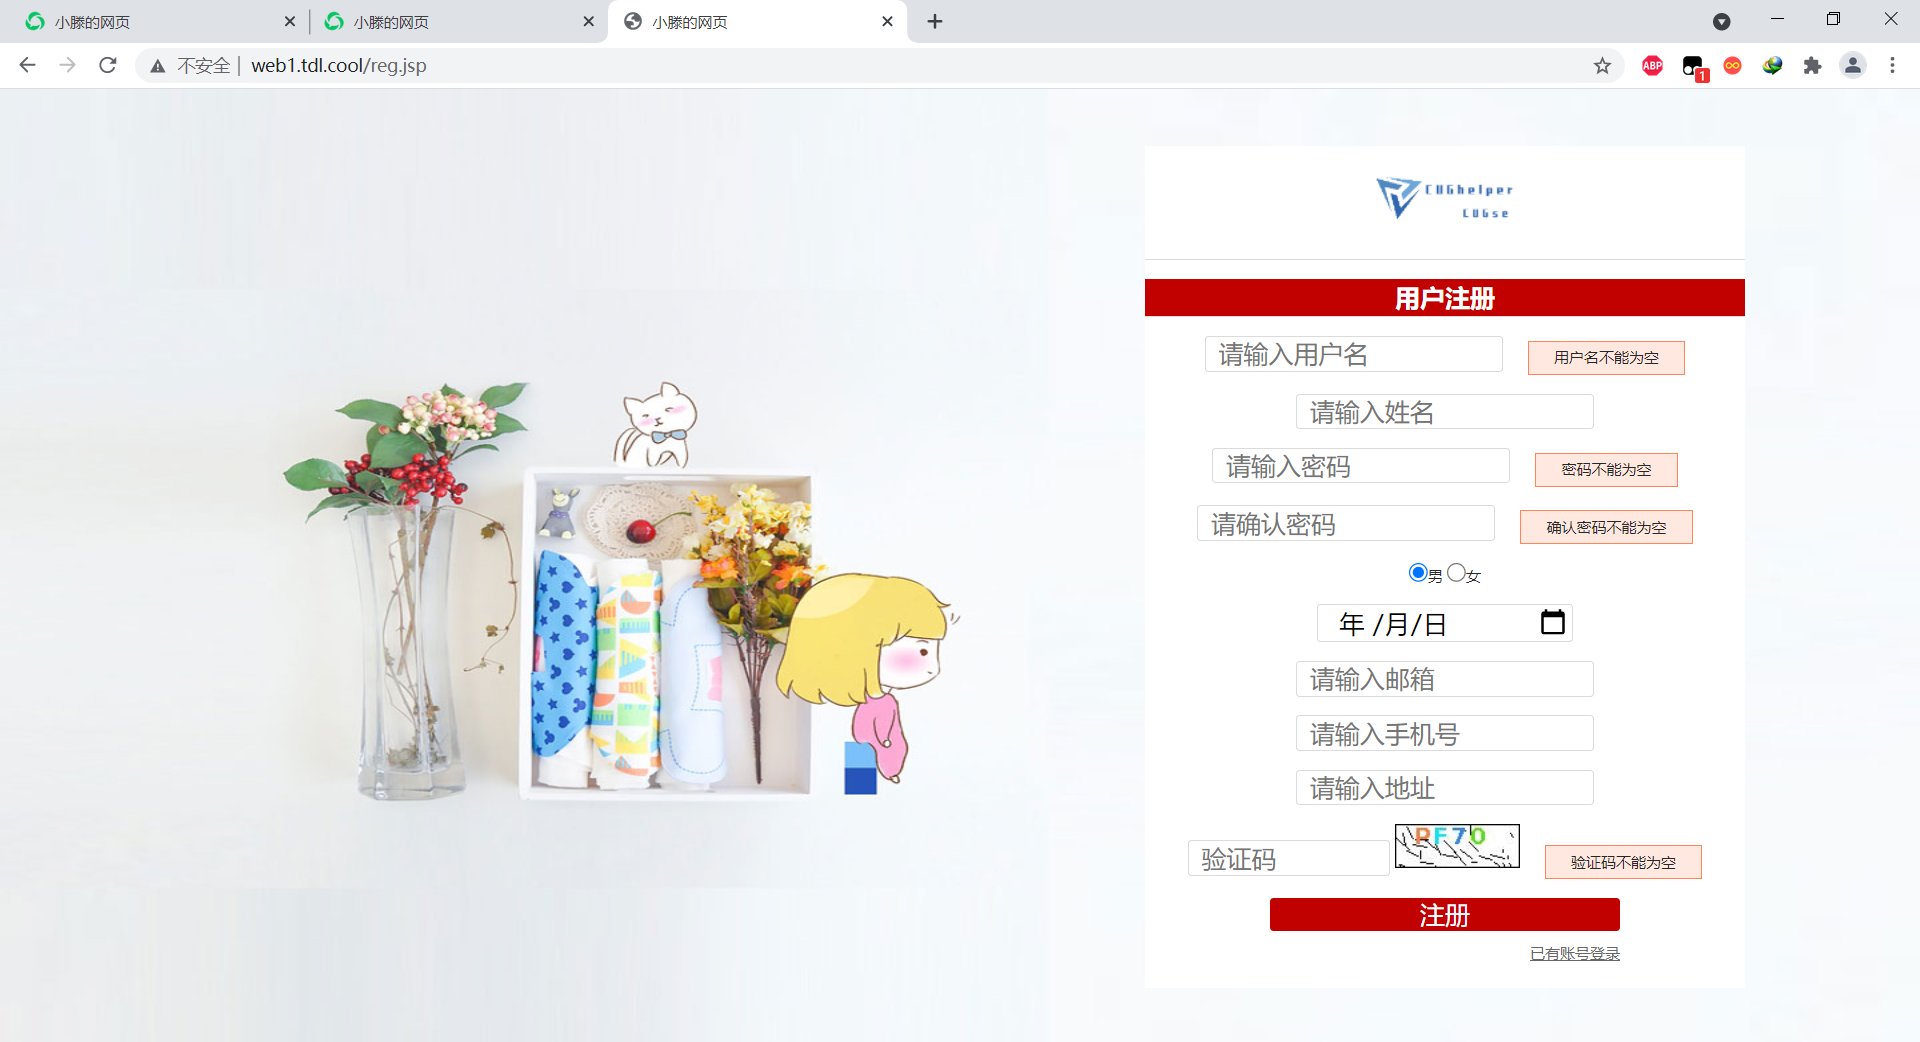 小滕的网页
小滕的网页
小滕的网页
不安全 | web1.tdl.cool/reg.jsp
ABP
1
CUGhelper
CUGse
用户注册
请输入用户名 用户名不能为空
请输入姓名
请输入密码 密码不能为空
请确认密码 确认密码不能为空
男 女
年 /月/日
请输入邮箱
请输入手机号
请输入地址
验证码 PF70 验证码不能为空
注册
已有账号登录